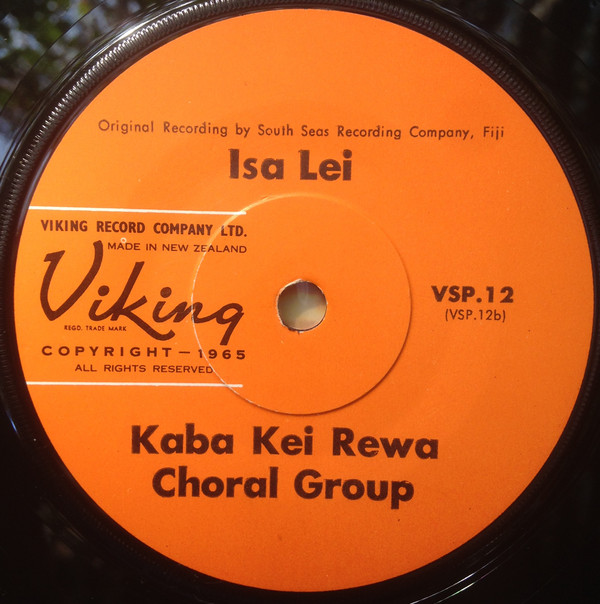 Original Recording by South Seas Recording Company, Fiji
Isa Lei
VIKING RECORD COMPANY LTD.
MADE IN NEW ZEALAND
Viking
REGD. TRADE MARK
COPYRIGHT — 1965
ALL RIGHTS RESERVED
VSP.12
(VSP.12b)
Kaba Kei Rewa
Choral Group